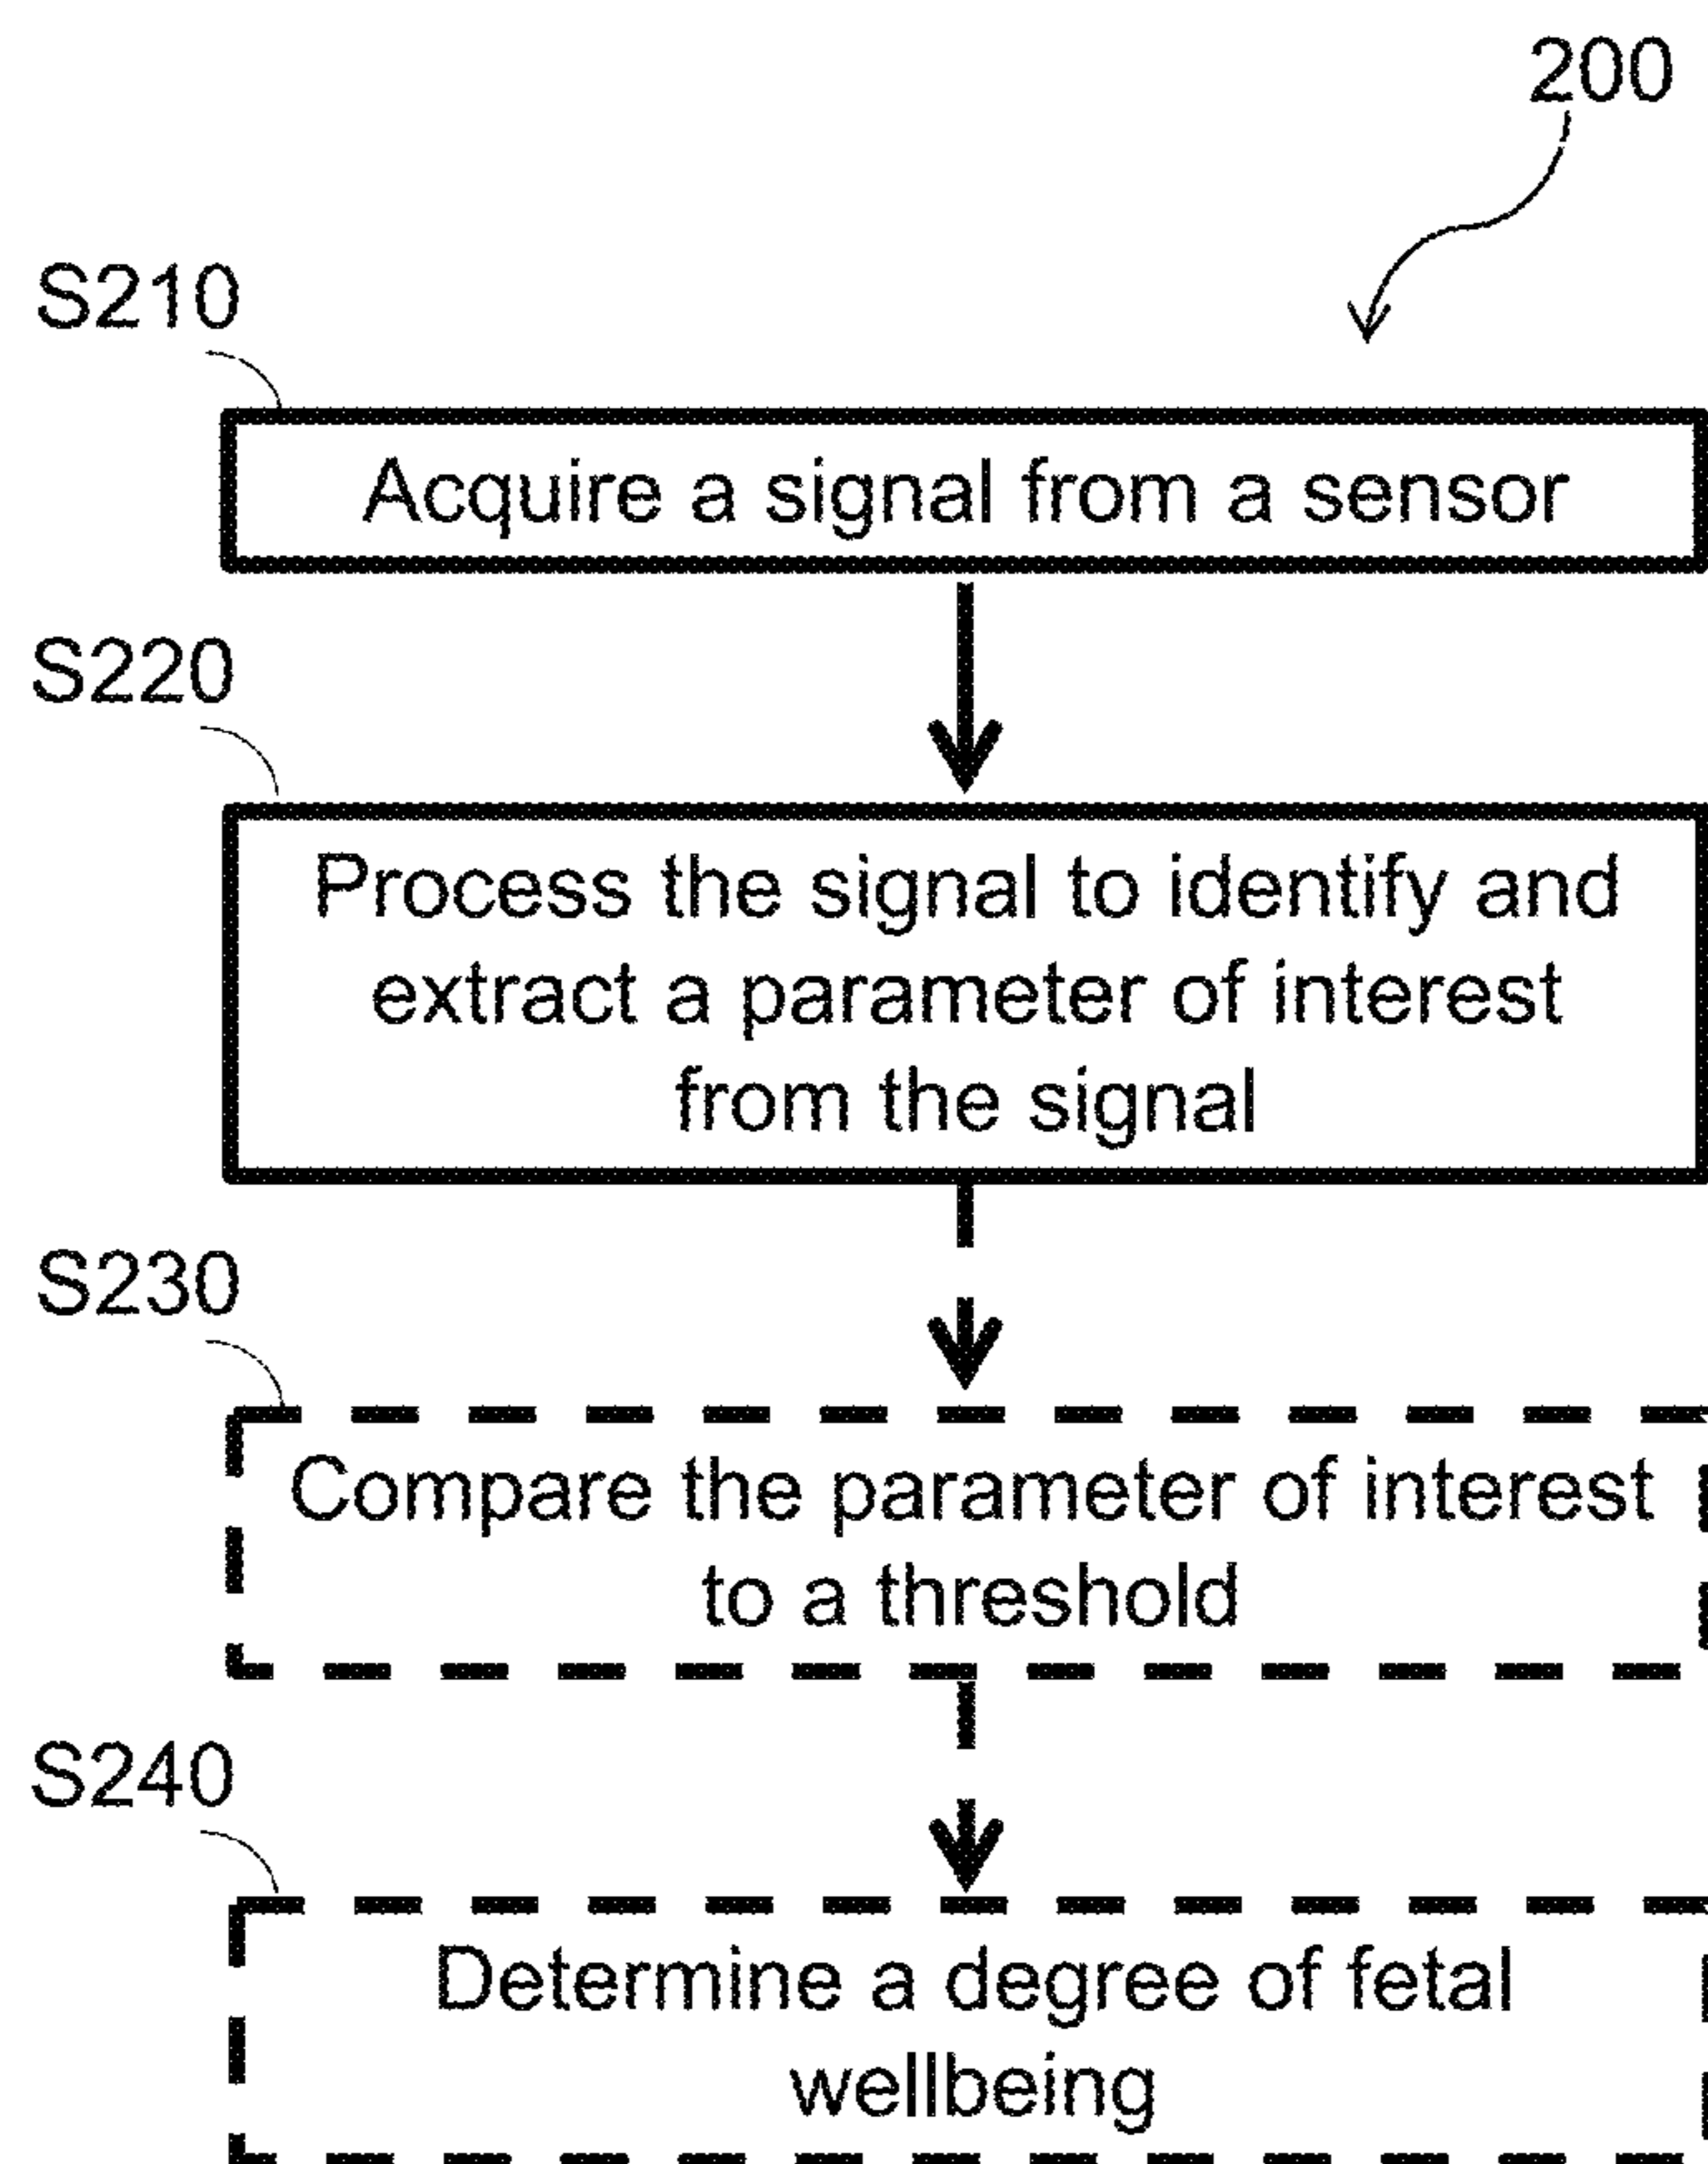 200
S210
Acquire a signal from a sensor
S220
Process the signal to identify and
extract a parameter of interest
from the signal
S230
Compare the parameter of interest
to a threshold
S240
Determine a degree of fetal
wellbeing